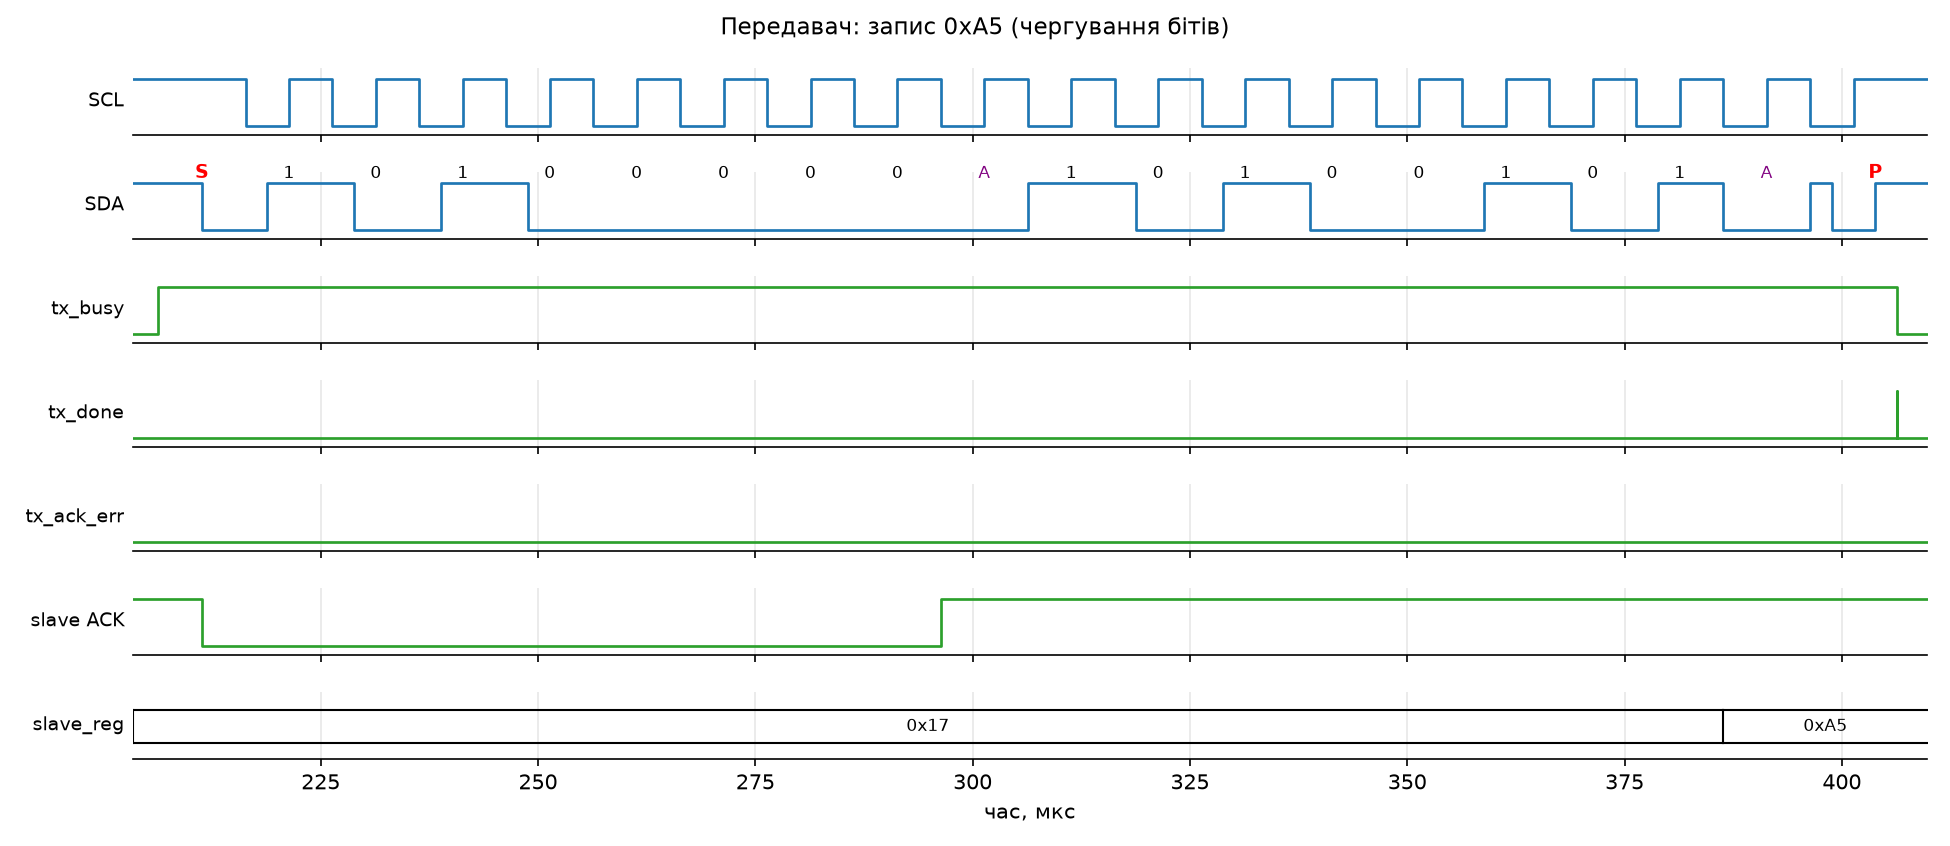 Передавач: запис 0xA5 (чергування бітів)
SCL
S 1 0 1 0 0 0 0 0 A 1 0 1 0 0 1 0 1 A P
SDA
tx_busy
tx_done
tx_ack_err
slave ACK
slave_reg 0x17 0xA5
225 250 275 300 325 350 375 400
час, мкс